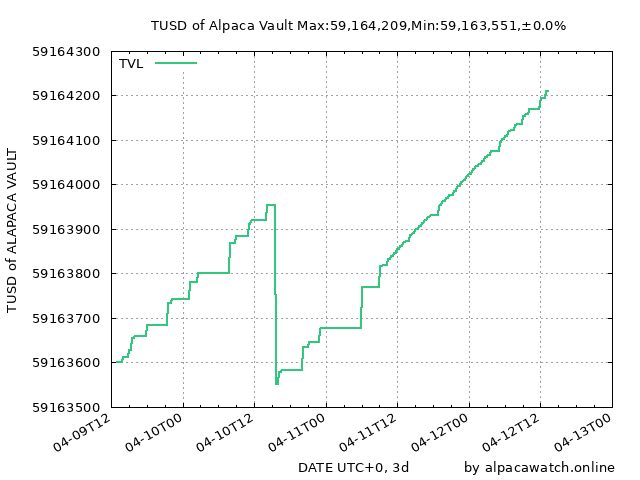 TUSD of Alpaca Vault Max:59,164,209,Min:59,163,551,±0.0%
TVL
59164300
59164200
59164100
59164000
59163900
59163800
59163700
59163600
59163500
TUSD of ALAPACA VAULT
04-09T12
04-10T00
04-10T12
04-11T00
04-11T12
04-12T00
04-12T12
04-13T00
DATE UTC+0, 3d
by alpacawatch.online